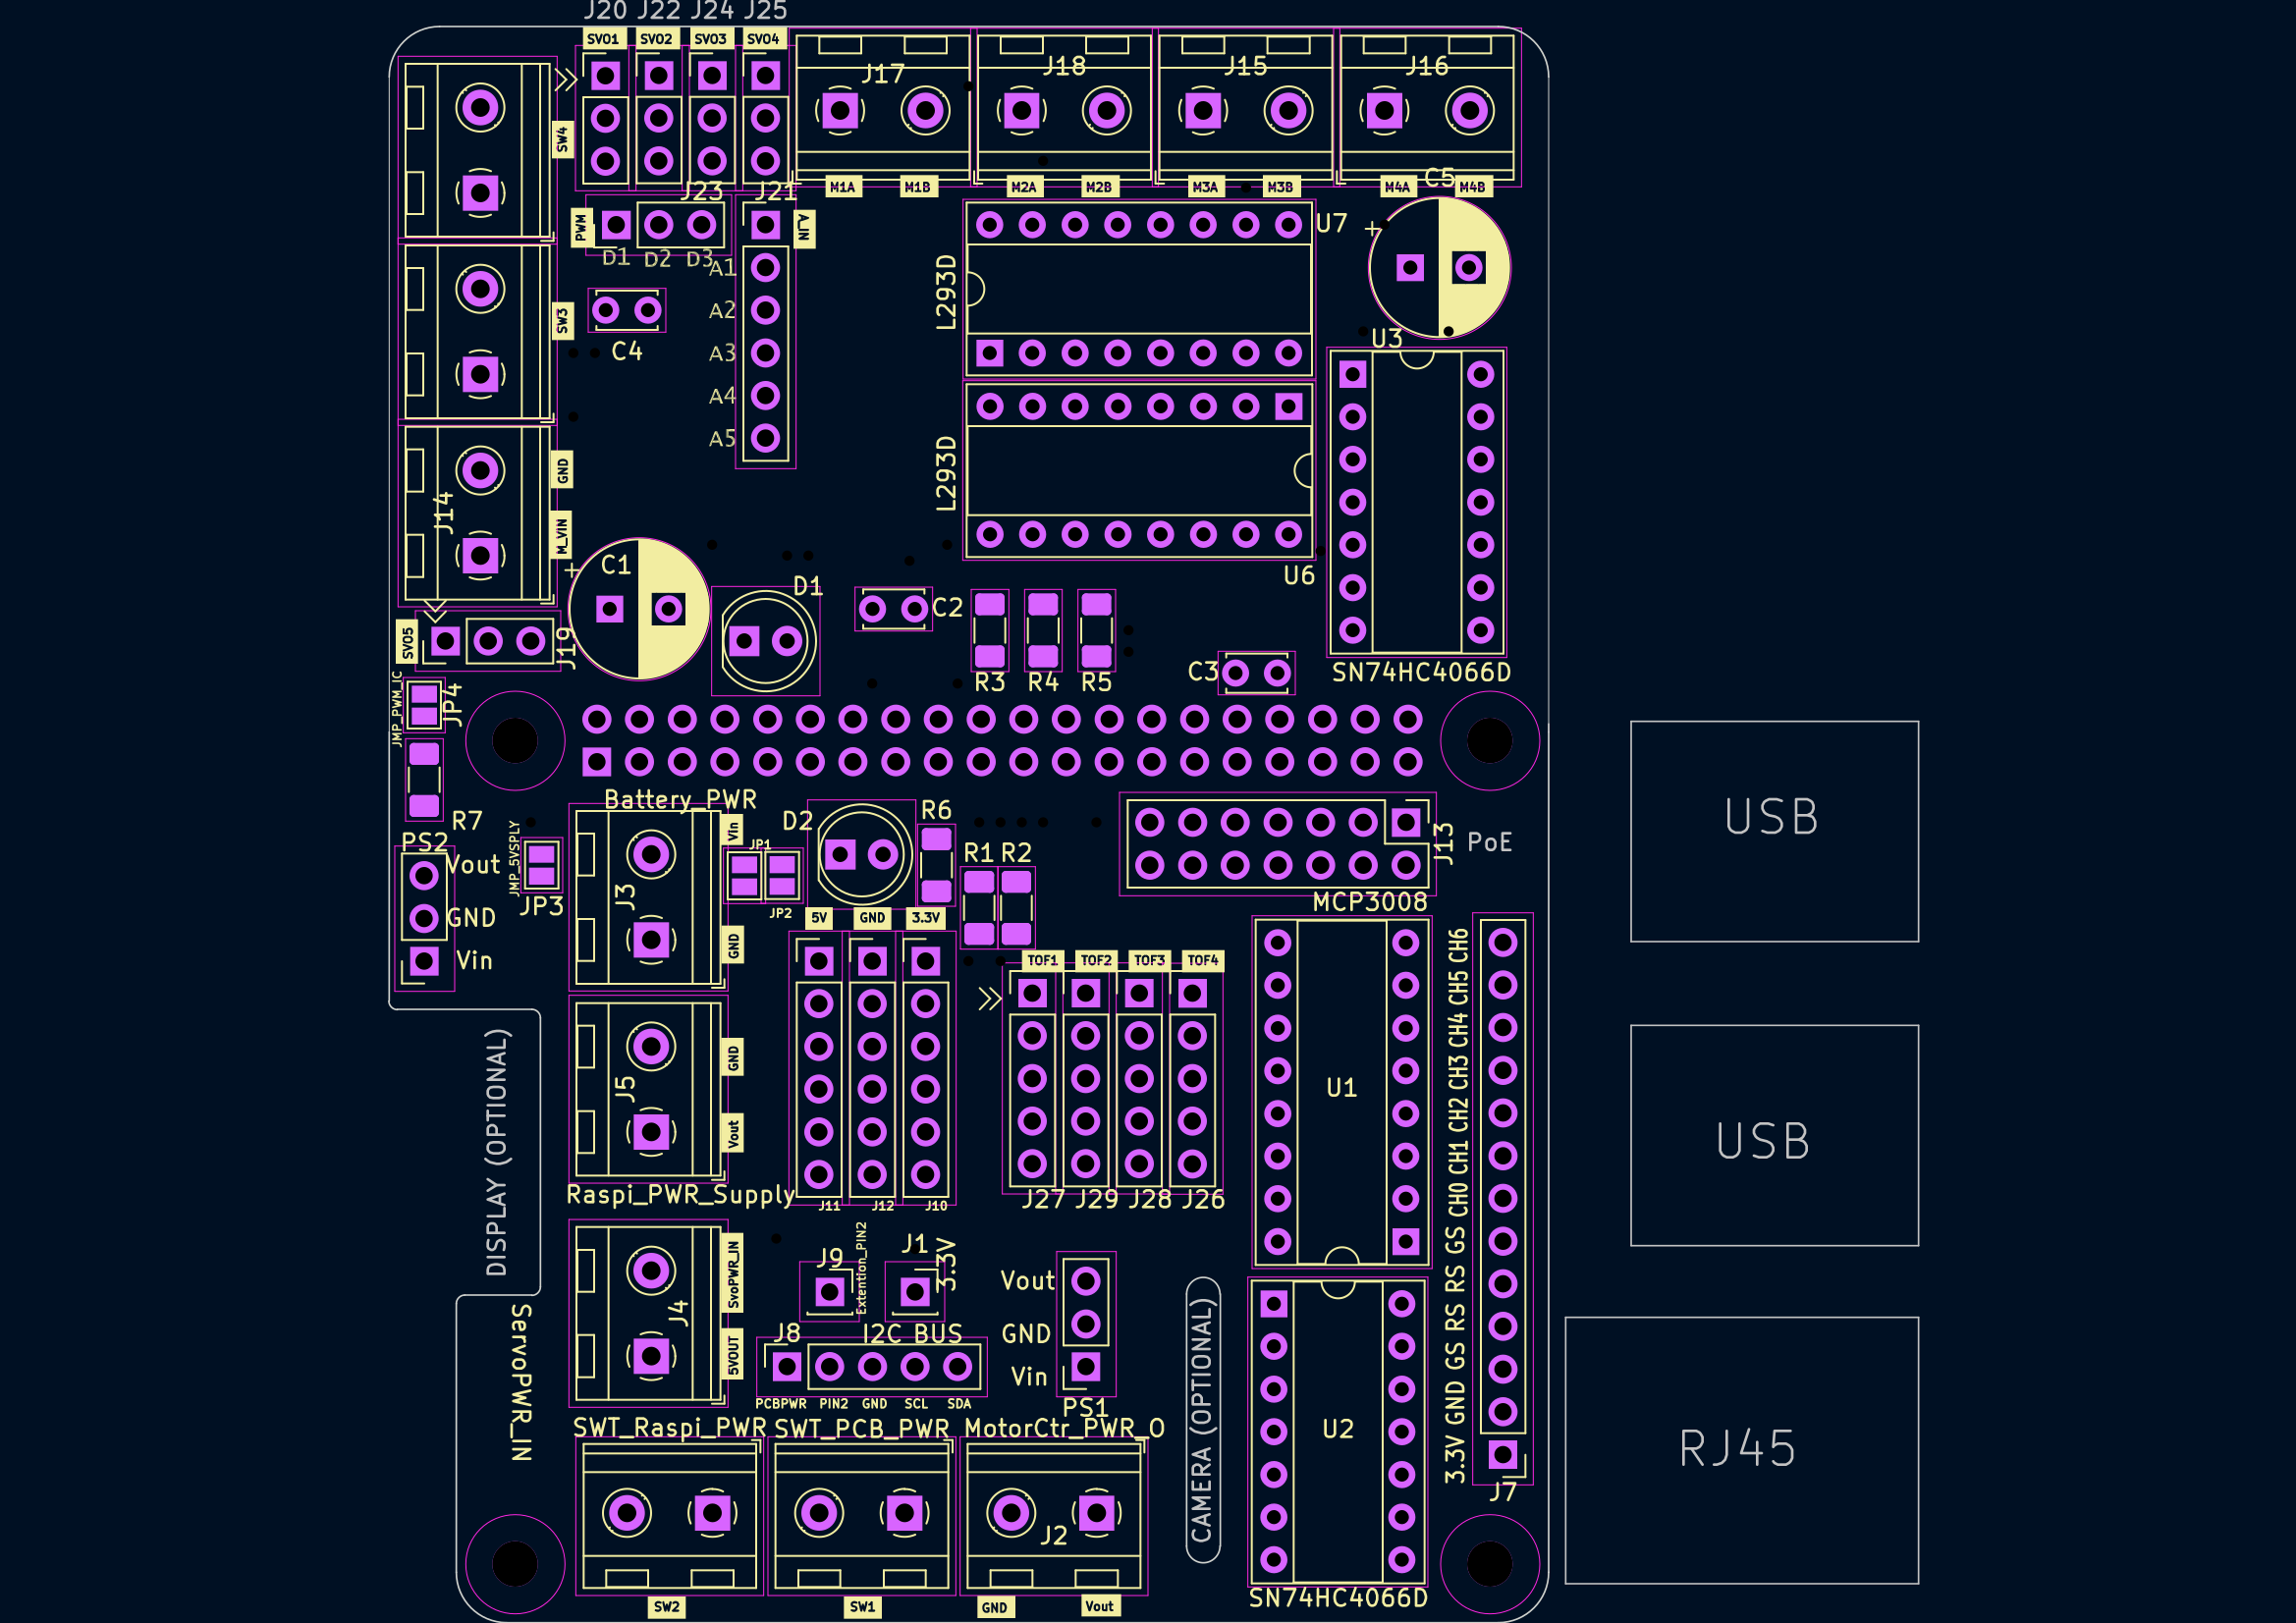 J20 J22 J24 J25
SVO1 SVO2 SVO3 SVO4
J17 J18 J15 J16
SW4
M1A M1B M2A M2B M3A M3B M4A M4B
J23 J21 C5
PWM A_IN U7
+
D1 D2 D3 A1
L293D
SW3
A2
C4 A3
U3
A4
A5
L293D
GND
J14
M_VIN
C1
+
D1
U6
C2
SVO5
J19
R3 R4 R5
C3
SN74HC4066D
JMP_PWM_IC
JP4
Battery_PWR
R7
Vin
D2
R6
J13
PoE
USB
PS2
Vout
JMP_5VSPLY
JP3
JP1
JP2
R1 R2
MCP3008
J3
GND
Vin
GND
5V GND 3.3V
TOF1 TOF2 TOF3 TOF4
DISPLAY (OPTIONAL)
J5
GND
Vout
U1
USB
3.3V GND GS RS RS GS GS CH0 CH1 CH2 CH3 CH4 CH5 CH6
Raspi_PWR_Supply
J11 J12 J10
J27 J29 J28 J26
SvoPWR_IN
J9
Extention_PIN2
J1
3.3V
Vout
J4
ServoPWR_IN
5VOUT
J8 I2C BUS
GND
Vin
PCBPWR PIN2 GND SCL SDA
PS1
CAMERA (OPTIONAL)
SWT_Raspi_PWR SWT_PCB_PWR MotorCtr_PWR_O
U2
RJ45
J7
J2
SN74HC4066D
SW2 SW1 GND Vout